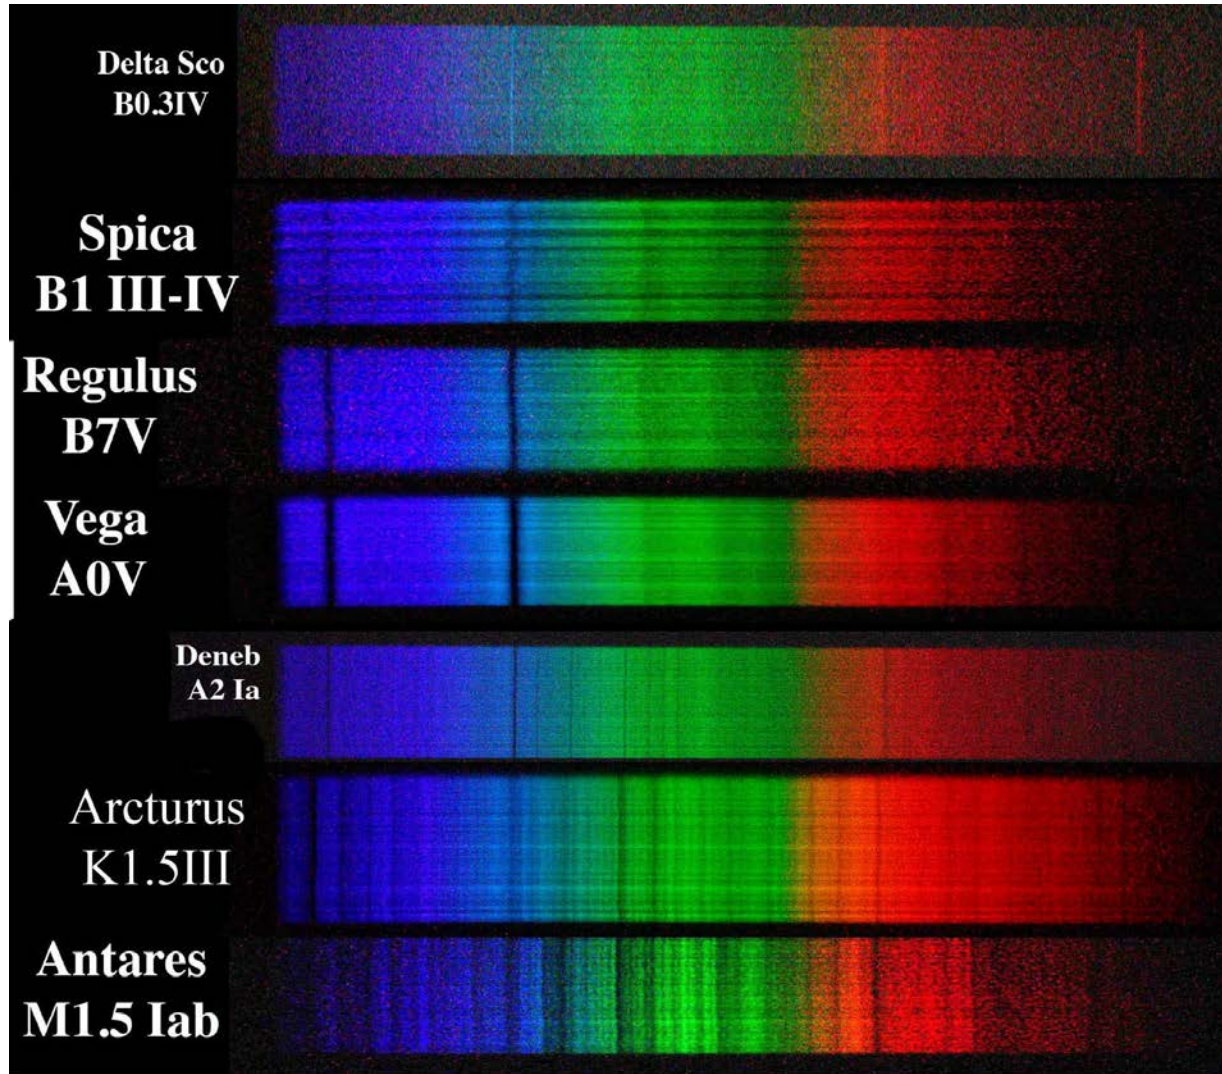 Delta Sco
B0.3IV
Spica
B1 III-IV
Regulus
B7V
Vega
A0V
Deneb
A2 Ia
Arcturus
K1.5III
Antares
M1.5 Iab